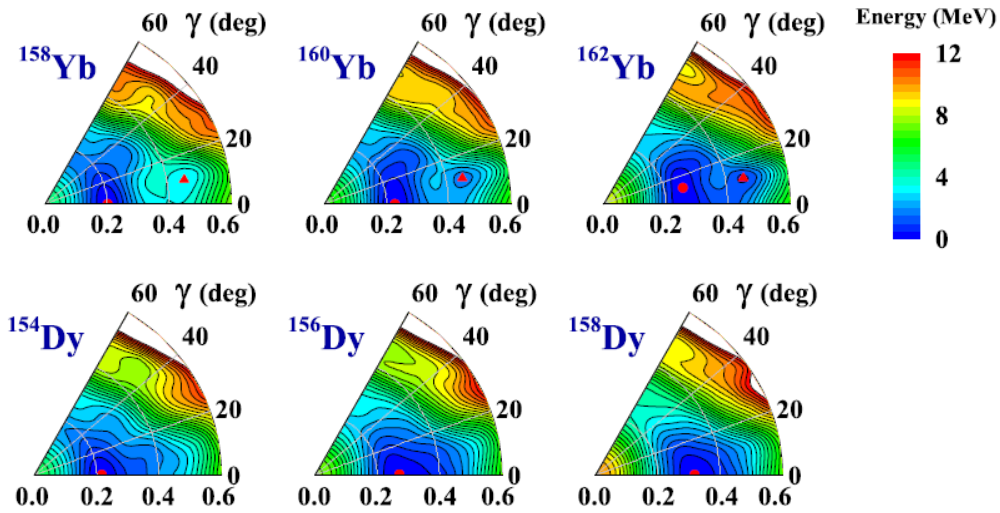 60 γ (deg) 60 γ (deg) 60 γ (deg) Energy (MeV)
¹⁵⁸Yb 40 ¹⁶⁰Yb 40 ¹⁶²Yb 40 12
20 20 20 8
4
0 0 0 0
0.0 0.2 0.4 0.6 0.0 0.2 0.4 0.6 0.0 0.2 0.4 0.6
60 γ (deg) 60 γ (deg) 60 γ (deg)
¹⁵⁴Dy 40 ¹⁵⁶Dy 40 ¹⁵⁸Dy 40
20 20 20
0 0 0
0.0 0.2 0.4 0.6 0.0 0.2 0.4 0.6 0.0 0.2 0.4 0.6